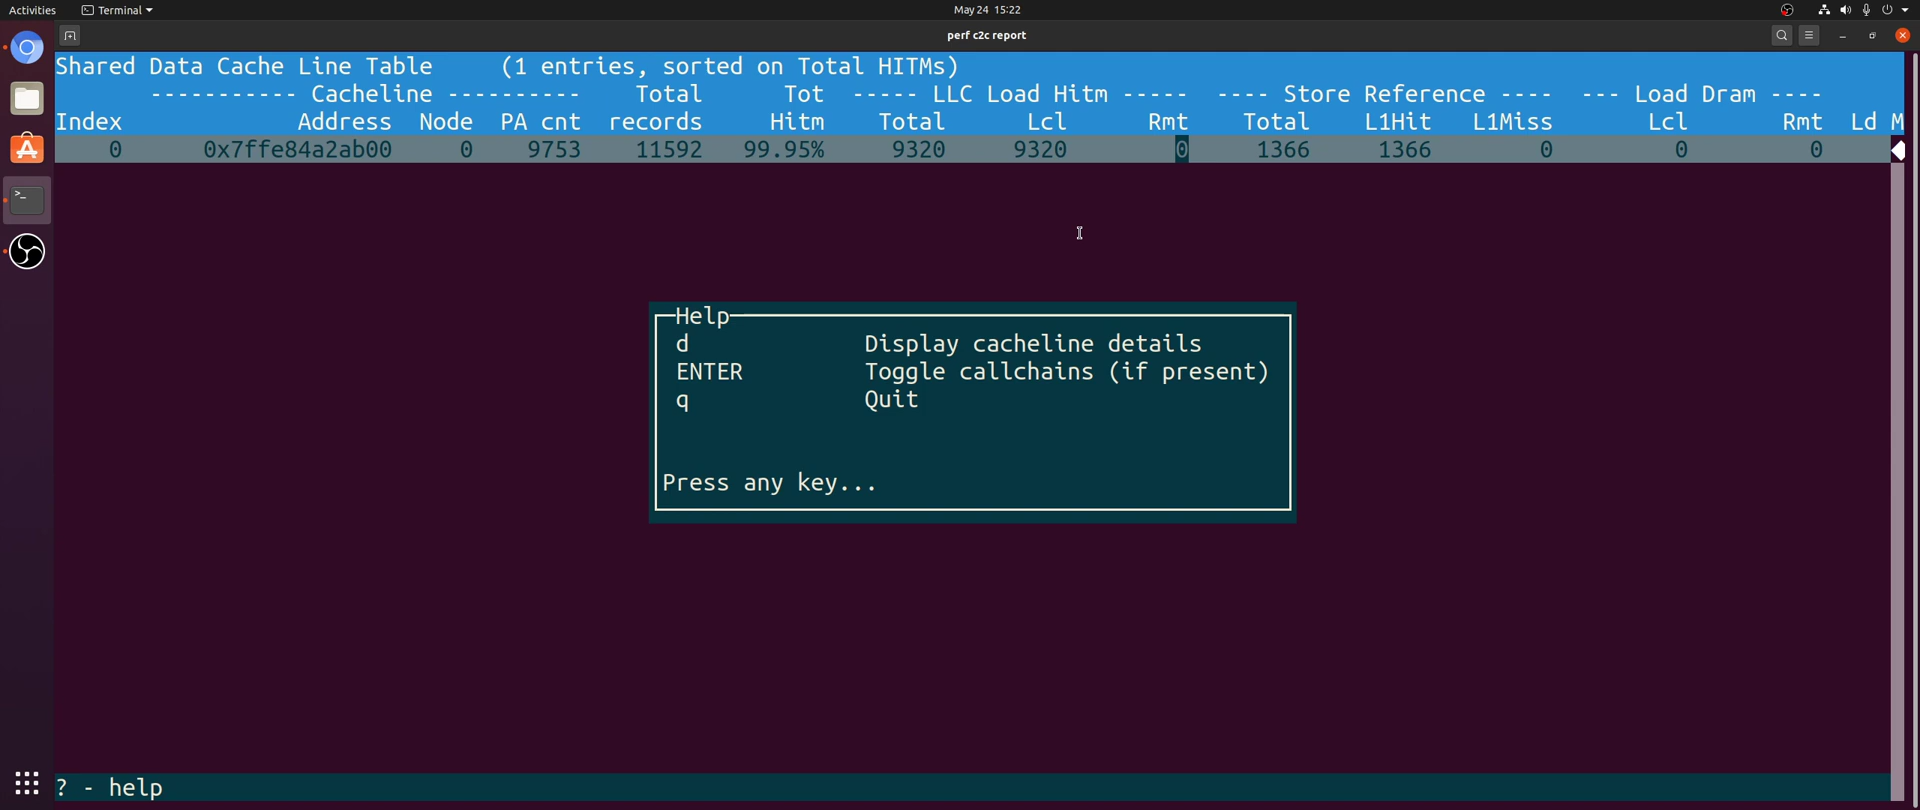 Activities Terminal May 24 15:22
perf c2c report
Shared Data Cache Line Table (1 entries, sorted on Total HITMs)
----------- Cacheline ---------- Total Tot ----- LLC Load Hitm ----- ---- Store Reference ---- --- Load Dram ----
Index Address Node PA cnt records Hitm Total Lcl Rmt Total L1Hit L1Miss Lcl Rmt Ld M
0 0x7ffe84a2ab00 0 9753 11592 99.95% 9320 9320 0 1366 1366 0 0 0
Help
d Display cacheline details
ENTER Toggle callchains (if present)
q Quit
Press any key...
? - help